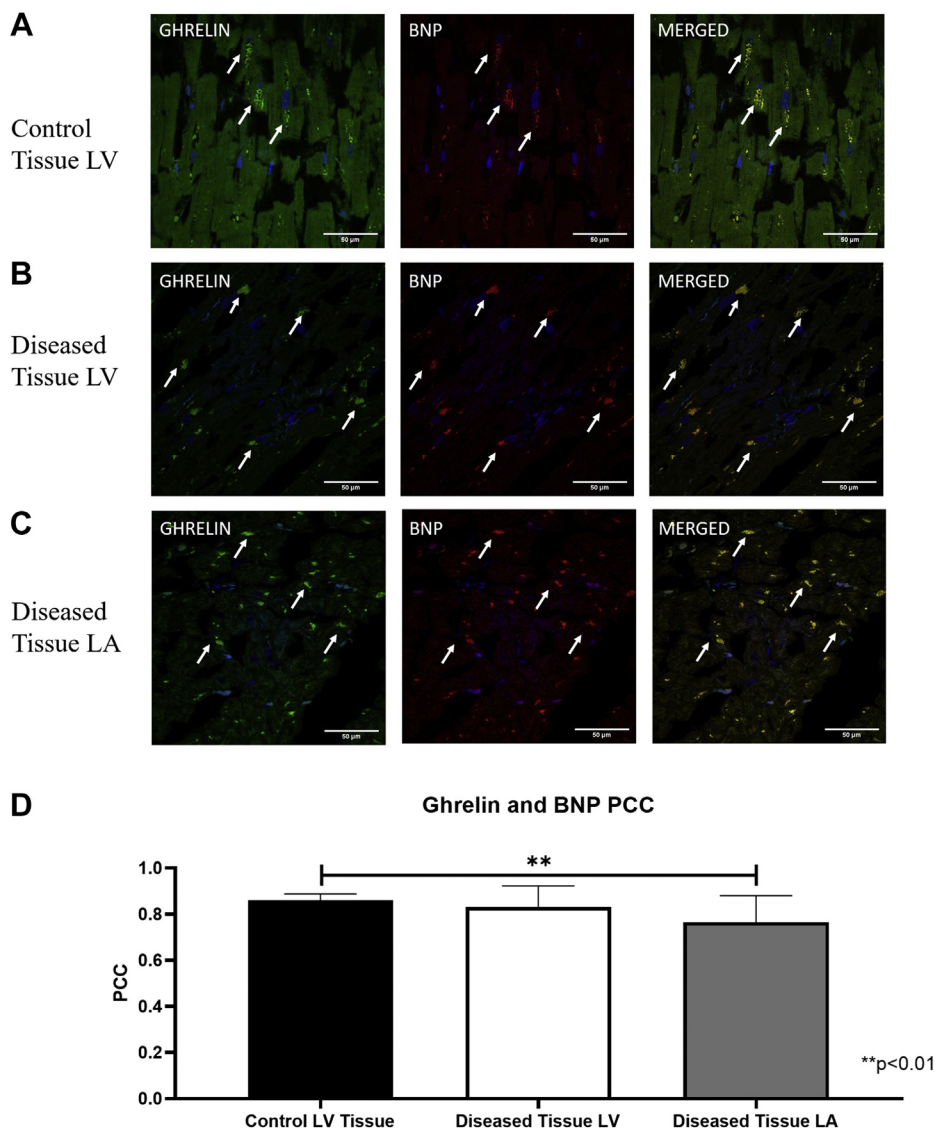 A
GHRELIN
BNP
MERGED
Control
Tissue LV
50 µm
50 µm
50 µm
B
GHRELIN
BNP
MERGED
Diseased
Tissue LV
50 µm
50 µm
50 µm
C
GHRELIN
BNP
MERGED
Diseased
Tissue LA
50 µm
50 µm
50 µm
D
Ghrelin and BNP PCC
**
1.0
0.8
0.6
0.4
0.2
0.0
PCC
**p<0.01
Control LV Tissue
Diseased Tissue LV
Diseased Tissue LA